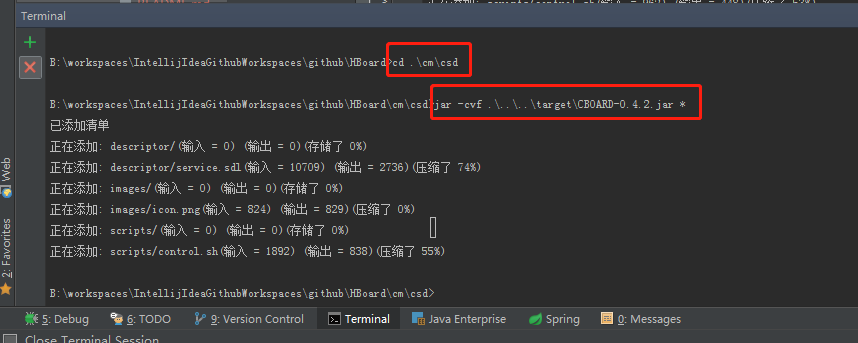 Terminal
B:\workspaces\IntellijIdeaGithubWorkspaces\github\HBoard>cd .\cm\csd
B:\workspaces\IntellijIdeaGithubWorkspaces\github\HBoard\cm\csd>jar -cvf .\..\..\target\CBOARD-0.4.2.jar *
已添加清单
正在添加: descriptor/(输入 = 0) (输出 = 0)(存储了 0%)
正在添加: descriptor/service.sdl(输入 = 10709) (输出 = 2736)(压缩了 74%)
正在添加: images/(输入 = 0) (输出 = 0)(存储了 0%)
正在添加: images/icon.png(输入 = 824) (输出 = 829)(压缩了 0%)
正在添加: scripts/(输入 = 0) (输出 = 0)(存储了 0%)
正在添加: scripts/control.sh(输入 = 1892) (输出 = 838)(压缩了 55%)
B:\workspaces\IntellijIdeaGithubWorkspaces\github\HBoard\cm\csd>
Web
2: Favorites
5: Debug 6: TODO 9: Version Control Terminal Java Enterprise Spring 0: Messages
Close Terminal Session